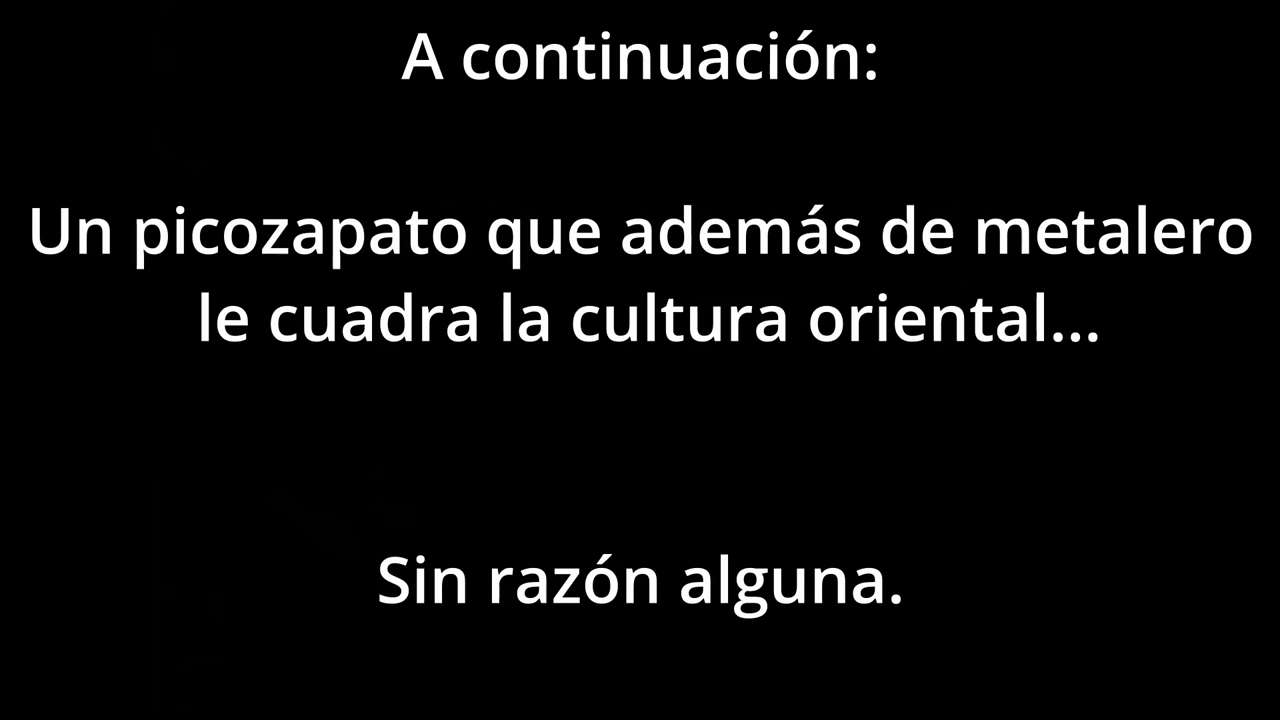 A continuación:
Un picozapato que además de metalero
le cuadra la cultura oriental...
Sin razón alguna.